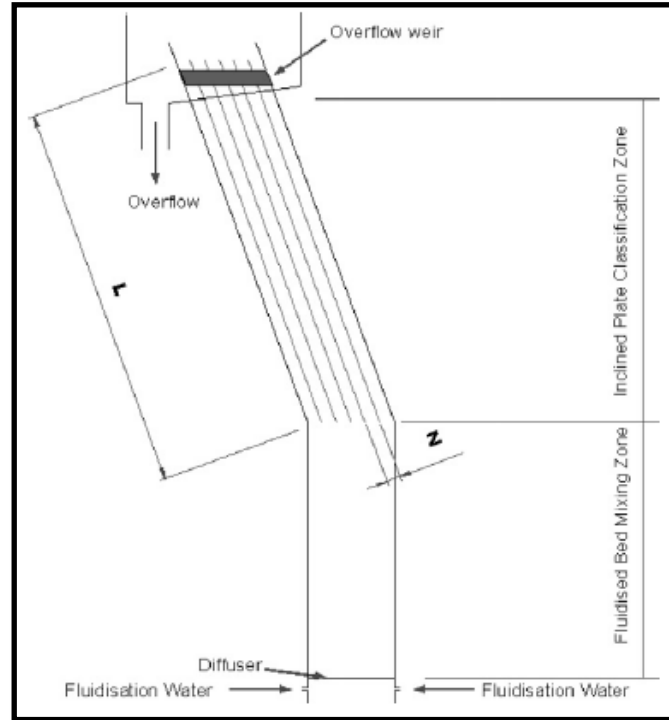 Overflow weir
Overflow
L
Inclined Plate Classification Zone
z
Fluidised Bed Mixing Zone
Diffuser
Fluidisation Water
Fluidisation Water